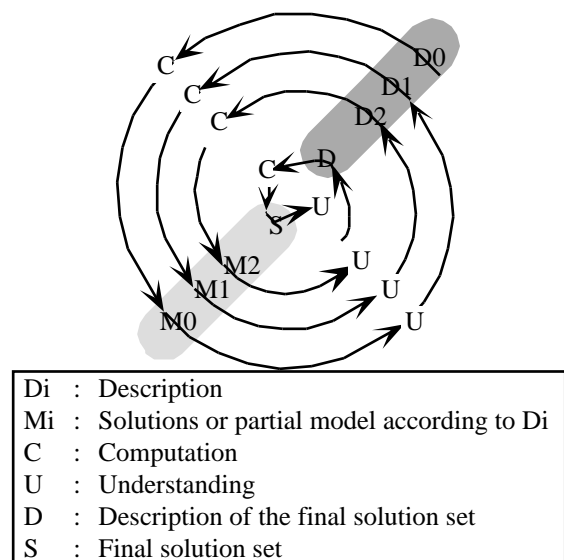 D0
C
D1
C
D2
C
D
C
U
S
U
M2
U
M1
M0
U
Di : Description
Mi : Solutions or partial model according to Di
C : Computation
U : Understanding
D : Description of the final solution set
S : Final solution set